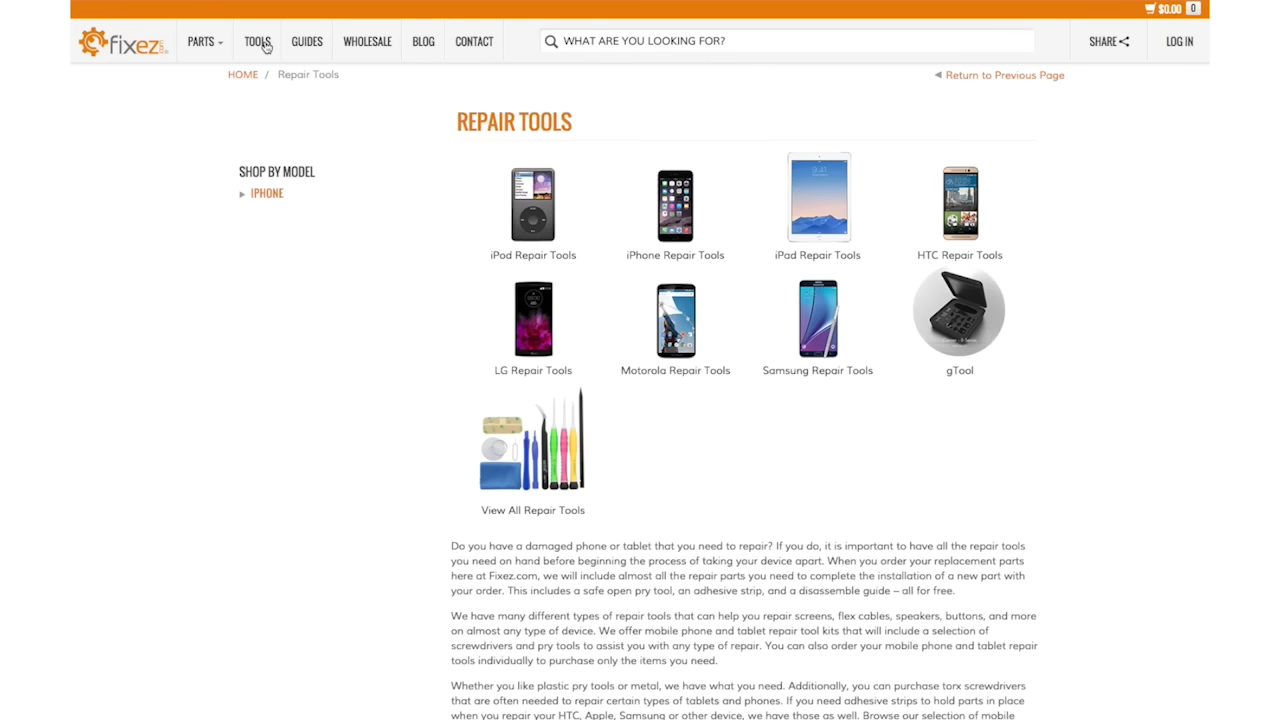 $0.00 0
fixez.com PARTS TOOLS GUIDES WHOLESALE BLOG CONTACT WHAT ARE YOU LOOKING FOR? SHARE LOG IN
HOME / Repair Tools Return to Previous Page
REPAIR TOOLS
SHOP BY MODEL
IPHONE
iPod Repair Tools iPhone Repair Tools iPad Repair Tools HTC Repair Tools
LG Repair Tools Motorola Repair Tools Samsung Repair Tools gTool
View All Repair Tools
Do you have a damaged phone or tablet that you need to repair? If you do, it is important to have all the repair tools
you need on hand before beginning the process of taking your device apart. When you order your replacement parts
here at Fixez.com, we will include almost all the repair parts you need to complete the installation of a new part with
your order. This includes a safe open pry tool, an adhesive strip, and a disassemble guide – all for free.
We have many different types of repair tools that can help you repair screens, flex cables, speakers, buttons, and more
on almost any type of device. We offer mobile phone and tablet repair tool kits that will include a selection of
screwdrivers and pry tools to assist you with any type of repair. You can also order your mobile phone and tablet repair
tools individually to purchase only the items you need.
Whether you like plastic pry tools or metal, we have what you need. Additionally, you can purchase torx screwdrivers
that are often needed to repair certain types of tablets and phones. If you need adhesive strips to hold parts in place
when you repair your HTC, Apple, Samsung or other device, we have those as well. Browse our selection of mobile